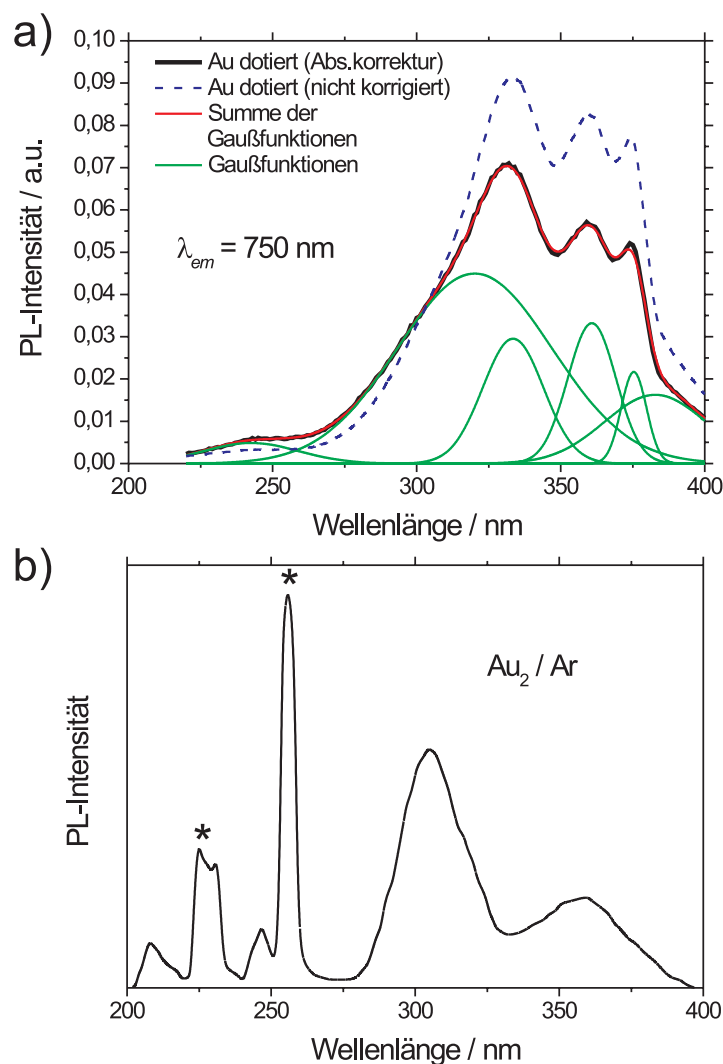 a)
0,10
0,09
0,08
0,07
0,06
0,05
0,04
0,03
0,02
0,01
0,00
PL-Intensität / a.u.
Au dotiert (Abs.korrektur)
Au dotiert (nicht korrigiert)
Summe der
Gaußfunktionen
Gaußfunktionen
λem = 750 nm
200 250 300 350 400
Wellenlänge / nm
b)
PL-Intensität
*
*
Au2 / Ar
200 250 300 350 400
Wellenlänge / nm